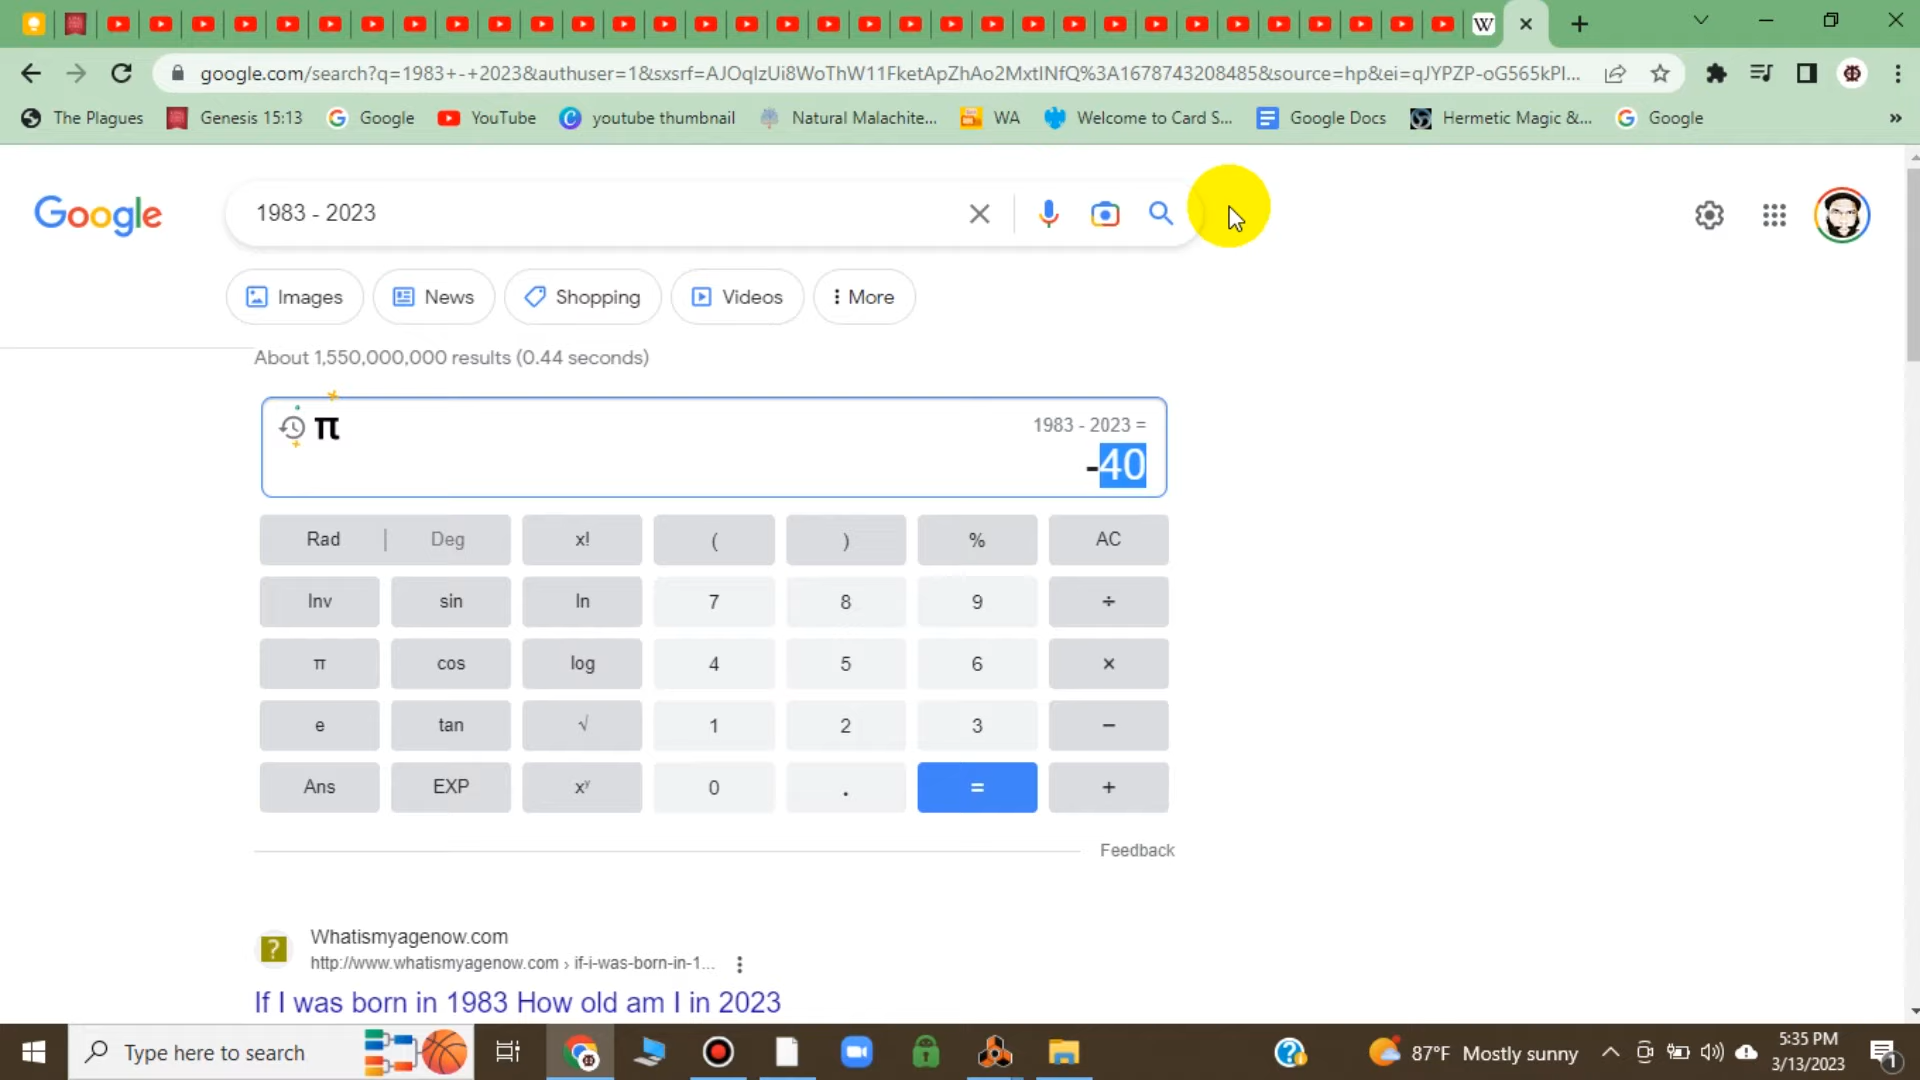 W
google.com/search?q=1983+-+2023&authuser=1&sxsrf=AJOqlzUi8WoThW11FketApZhAo2MxtlNfQ%3A1678743208485&source=hp&ei=qJYPZP-oG565kPI...
The Plagues
Genesis 15:13
Google
YouTube
youtube thumbnail
Natural Malachite...
WA
Welcome to Card S...
Google Docs
Hermetic Magic &...
Google
»
Google
1983 - 2023
Images
News
Shopping
Videos
More
About 1,550,000,000 results (0.44 seconds)
π
1983 - 2023 =
-40
Rad | Deg x! ( ) % AC
Inv sin ln 7 8 9 ÷
π cos log 4 5 6 ×
e tan √ 1 2 3 −
Ans EXP xʸ 0 . = +
Feedback
?
Whatismyagenow.com
http://www.whatismyagenow.com › if-i-was-born-in-1...
If I was born in 1983 How old am I in 2023
Type here to search
87°F Mostly sunny
5:35 PM
3/13/2023
1